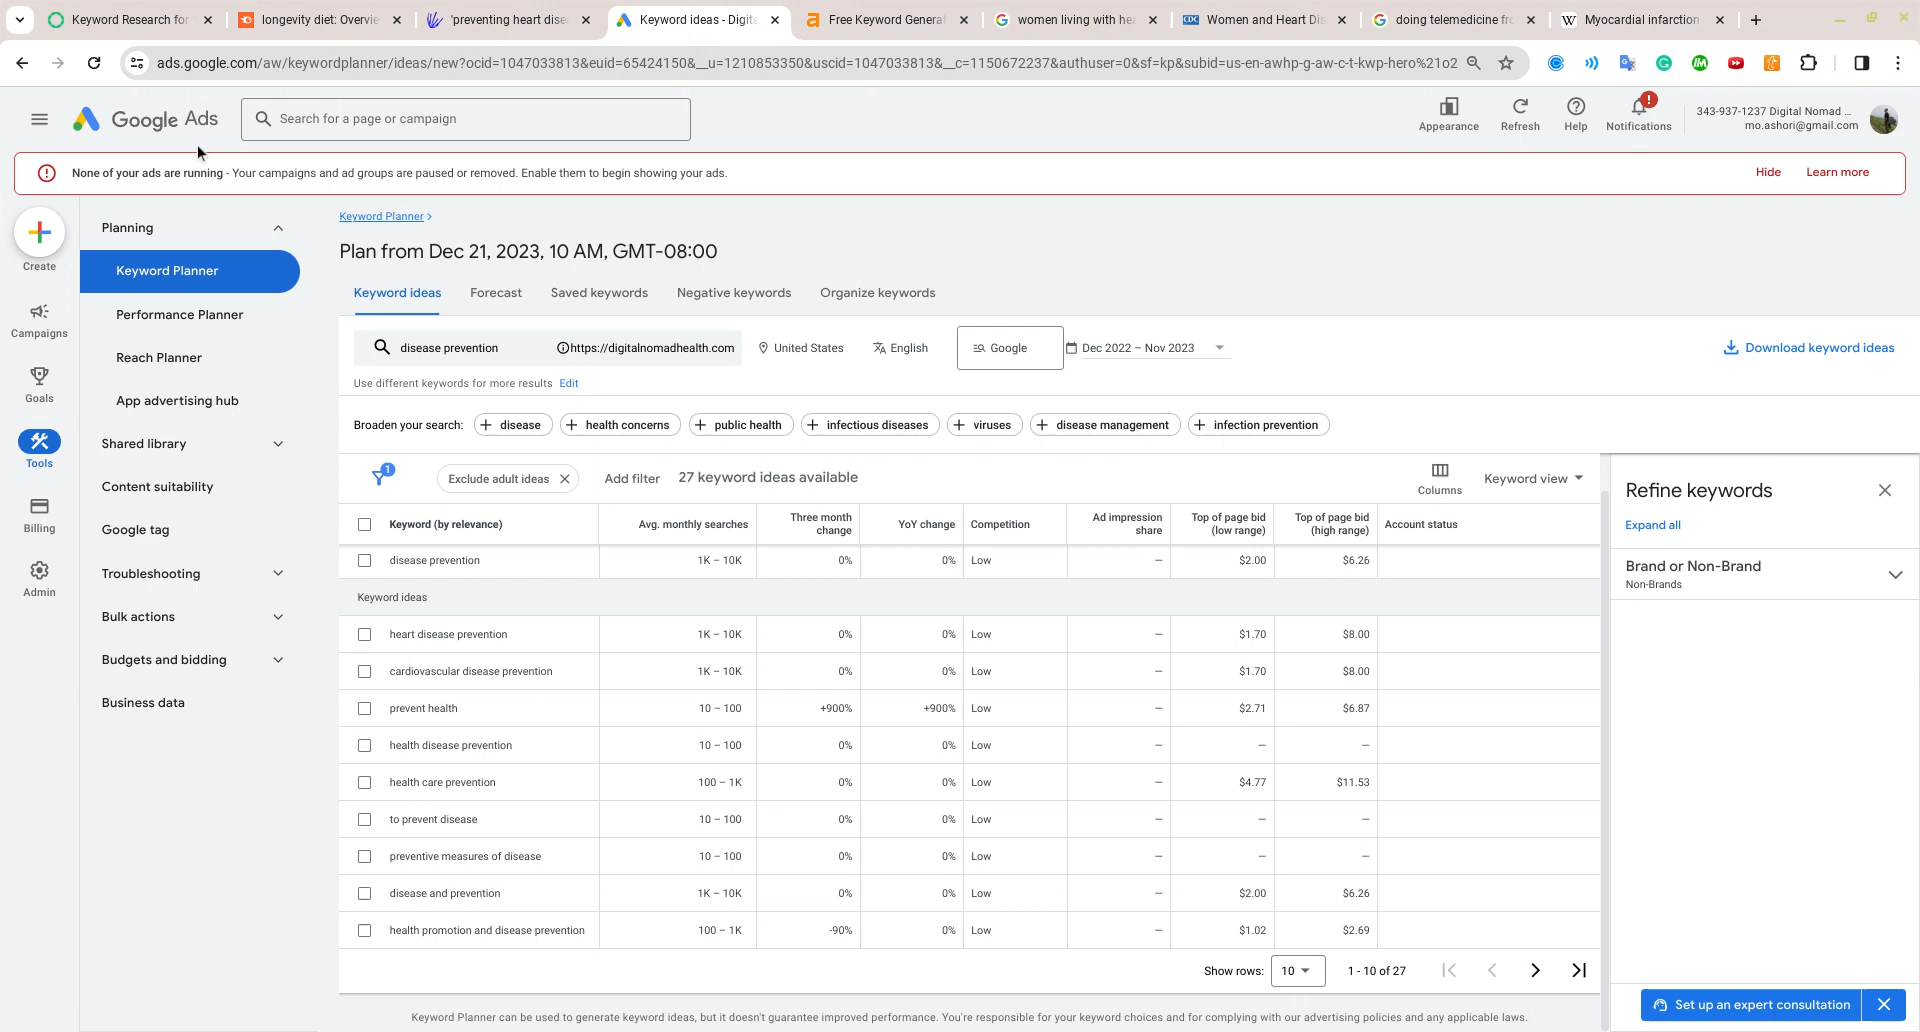 Keyword Research for
longevity diet: Overvie
'preventing heart dise
Keyword ideas - Digita
Free Keyword Generat
women living with hea
CDC
Women and Heart Dis
doing telemedicine fro
W
Myocardial infarction
ads.google.com/aw/keywordplanner/ideas/new?ocid=1047033813&euid=65424150&__u=1210853350&uscid=1047033813&__c=1150672237&authuser=0&sf=kp&subid=us-en-awhp-g-aw-c-t-kwp-hero%21o2
Google Ads
Search for a page or campaign
Appearance
Refresh
Help
Notifications
343-937-1237 Digital Nomad ...
mo.ashori@gmail.com
None of your ads are running - Your campaigns and ad groups are paused or removed. Enable them to begin showing your ads.
Hide
Learn more
Create
Campaigns
Goals
Tools
Billing
Admin
Planning
Keyword Planner
Performance Planner
Reach Planner
App advertising hub
Shared library
Content suitability
Google tag
Troubleshooting
Bulk actions
Budgets and bidding
Business data
Keyword Planner >
Plan from Dec 21, 2023, 10 AM, GMT-08:00
Keyword ideas Forecast Saved keywords Negative keywords Organize keywords
disease prevention https://digitalnomadhealth.com United States English Google Dec 2022 – Nov 2023 Download keyword ideas
Use different keywords for more results Edit
Broaden your search: + disease + health concerns + public health + infectious diseases + viruses + disease management + infection prevention
1 Exclude adult ideas Add filter 27 keyword ideas available Columns Keyword view
Keyword (by relevance) Avg. monthly searches Three month change YoY change Competition Ad impression share Top of page bid (low range) Top of page bid (high range) Account status
disease prevention 1K – 10K 0% 0% Low – $2.00 $6.26
Keyword ideas
heart disease prevention 1K – 10K 0% 0% Low – $1.70 $8.00
cardiovascular disease prevention 1K – 10K 0% 0% Low – $1.70 $8.00
prevent health 10 – 100 +900% +900% Low – $2.71 $6.87
health disease prevention 10 – 100 0% 0% Low – – –
health care prevention 100 – 1K 0% 0% Low – $4.77 $11.53
to prevent disease 10 – 100 0% 0% Low – – –
preventive measures of disease 10 – 100 0% 0% Low – – –
disease and prevention 1K – 10K 0% 0% Low – $2.00 $6.26
health promotion and disease prevention 100 – 1K -90% 0% Low – $1.02 $2.69
Show rows: 10 1 - 10 of 27
Refine keywords
Expand all
Brand or Non-Brand
Non-Brands
Set up an expert consultation
Keyword Planner can be used to generate keyword ideas, but it doesn't guarantee improved performance. You're responsible for your keyword choices and for complying with our advertising policies and any applicable laws.